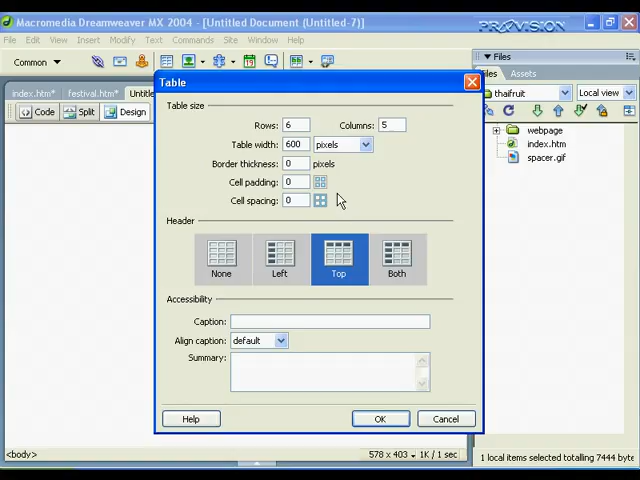 Macromedia Dreamweaver MX 2004 - [Untitled Document (Untitled-7)]
PROVISION
File Edit View Insert Modify Text Commands Site Window Help
Common
Files
index.htm* festival.htm* Untitl
Code Split Design
Files Assets
thaifruit Local view
webpage
index.htm
spacer.gif
Table
Table size
Rows: 6 Columns: 5
Table width: 600 pixels
Border thickness: 0 pixels
Cell padding: 0
Cell spacing: 0
Header
None Left Top Both
Accessibility
Caption:
Align caption: default
Summary:
Help OK Cancel
<body> 578 x 403 1K / 1 sec
1 local items selected totalling 7444 byte